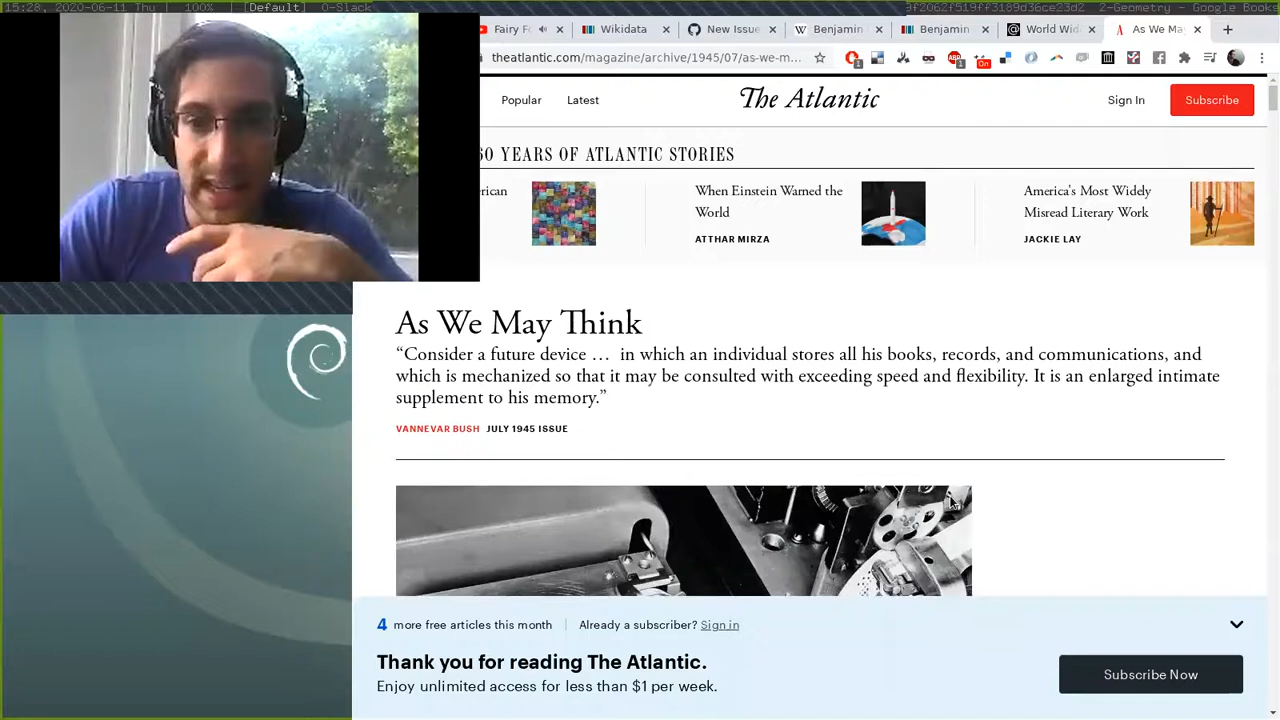 15:28, 2020-06-11 Thu | 100% | [Default] 0-Slack
9f2062f519ff3189d36ce23d2 2-Geometry - Google Books
Fairy Fo
Wikidata
New Issue
Benjamin
Benjamin
World Wid
As We May
theatlantic.com/magazine/archive/1945/07/as-we-m…
Popular Latest The Atlantic Sign In Subscribe
60 YEARS OF ATLANTIC STORIES
erican
When Einstein Warned the
World
ATTHAR MIRZA
America's Most Widely
Misread Literary Work
JACKIE LAY
As We May Think
“Consider a future device … in which an individual stores all his books, records, and communications, and
which is mechanized so that it may be consulted with exceeding speed and flexibility. It is an enlarged intimate
supplement to his memory.”
VANNEVAR BUSH JULY 1945 ISSUE
4 more free articles this month | Already a subscriber? Sign in
Thank you for reading The Atlantic.
Enjoy unlimited access for less than $1 per week.
Subscribe Now